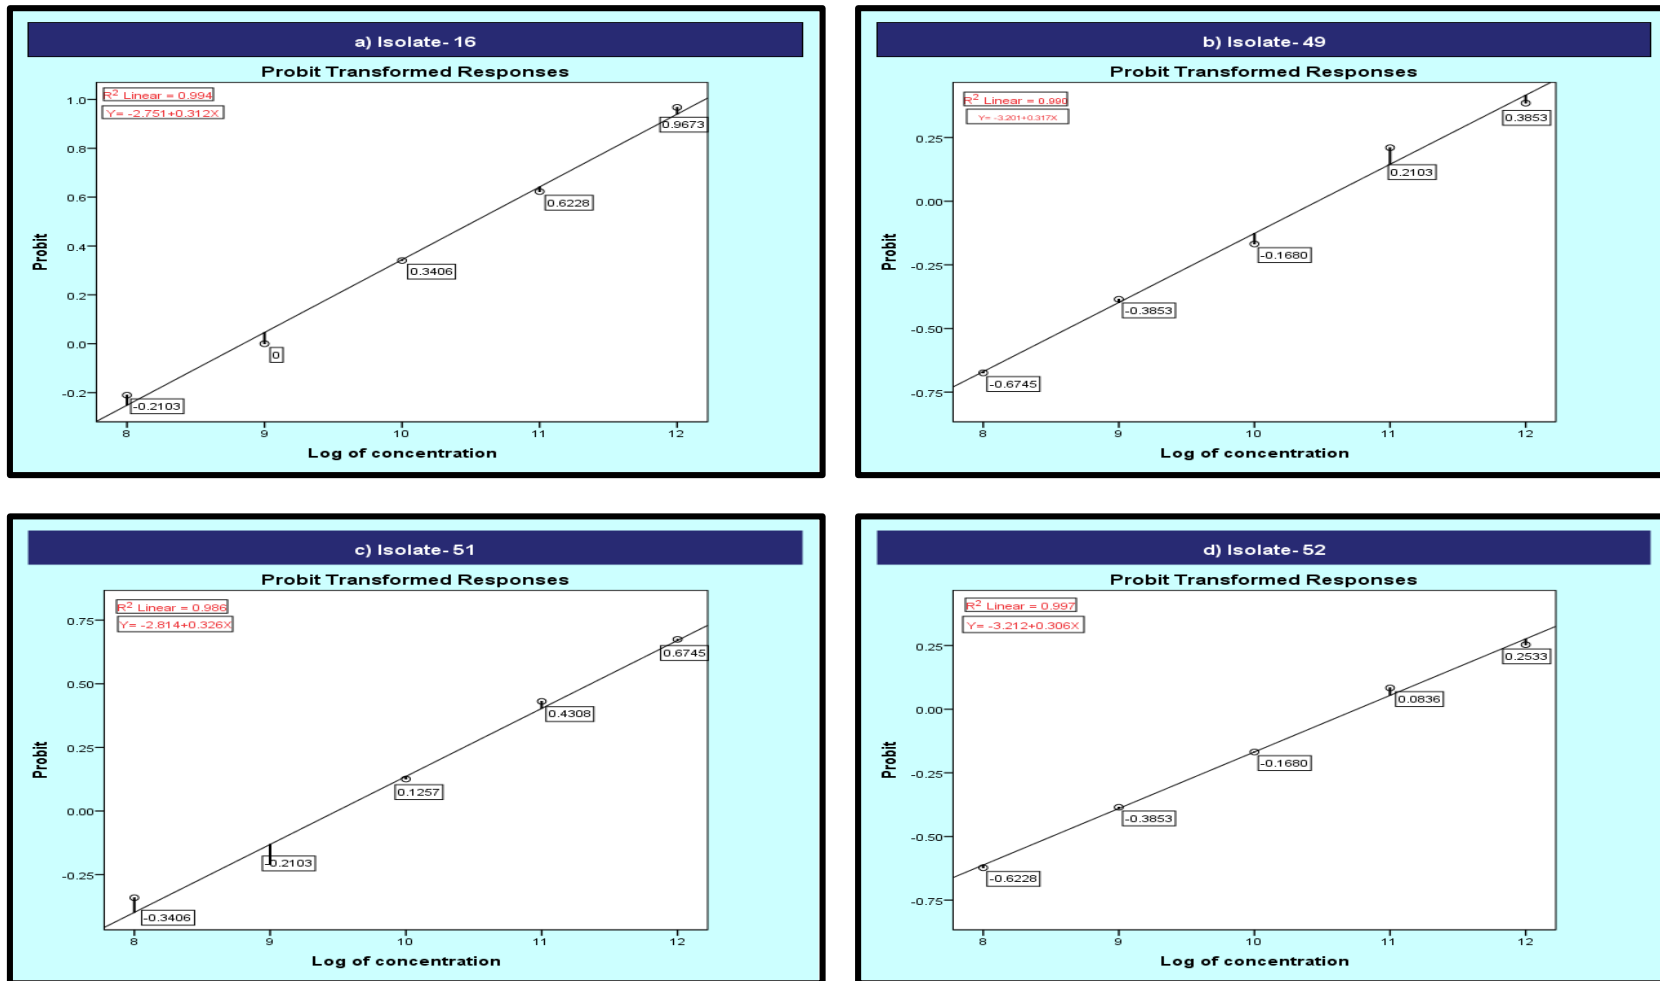 a) Isolate- 16
Probit Transformed Responses
R² Linear = 0.994
Y= -2.751+0.312X
1.0
0.8
0.6
0.4
0.2
0.0
-0.2
Probit
0.9673
0.6228
0.3406
0
-0.2103
8 9 10 11 12
Log of concentration
b) Isolate- 49
Probit Transformed Responses
R² Linear = 0.990
Y= -3.201+0.317X
0.25
0.00
-0.25
-0.50
-0.75
Probit
0.3853
0.2103
-0.1680
-0.3853
-0.6745
8 9 10 11 12
Log of concentration
c) Isolate- 51
Probit Transformed Responses
R² Linear = 0.986
Y= -2.814+0.326X
0.75
0.50
0.25
0.00
-0.25
Probit
0.6745
0.4308
0.1257
-0.2103
-0.3406
8 9 10 11 12
Log of concentration
d) Isolate- 52
Probit Transformed Responses
R² Linear = 0.997
Y= -3.212+0.306X
0.25
0.00
-0.25
-0.50
-0.75
Probit
0.2533
0.0836
-0.1680
-0.3853
-0.6228
8 9 10 11 12
Log of concentration